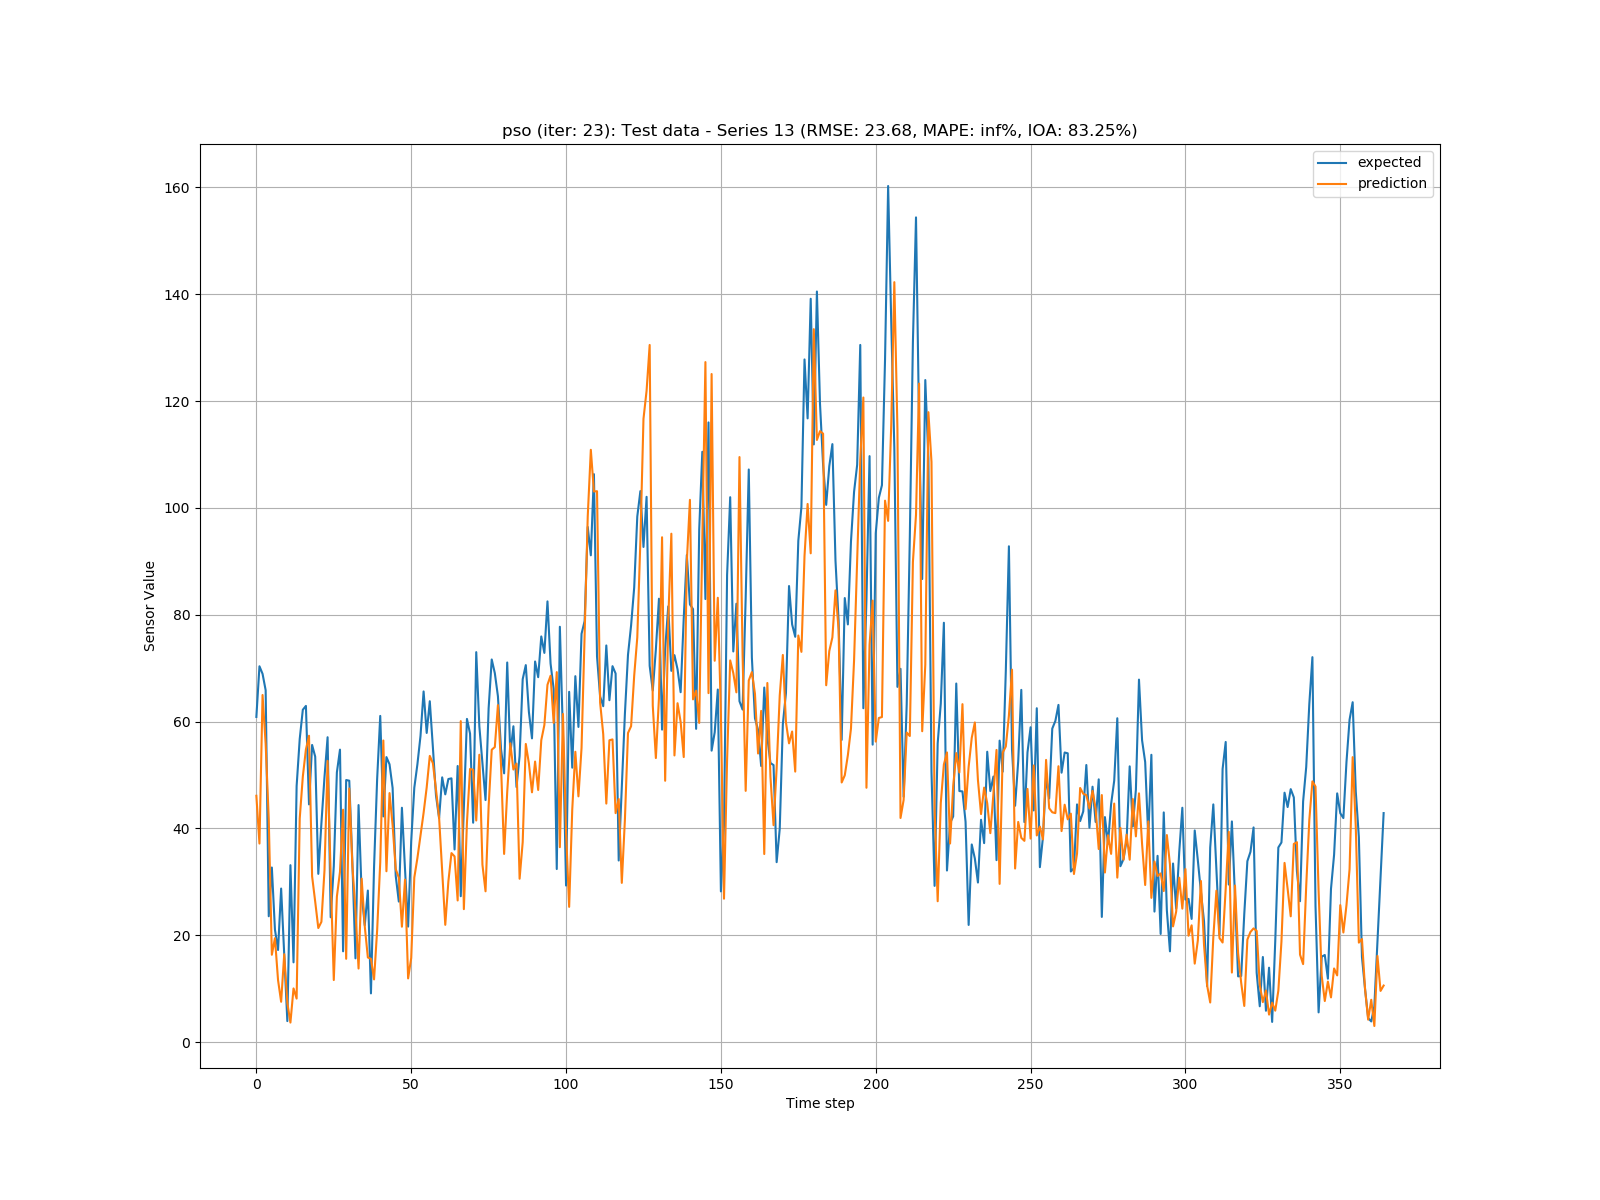 pso (iter: 23): Test data - Series 13 (RMSE: 23.68, MAPE: inf%, IOA: 83.25%)
expected
prediction
160
140
120
100
80
60
40
20
0
Sensor Value
0 50 100 150 200 250 300 350
Time step